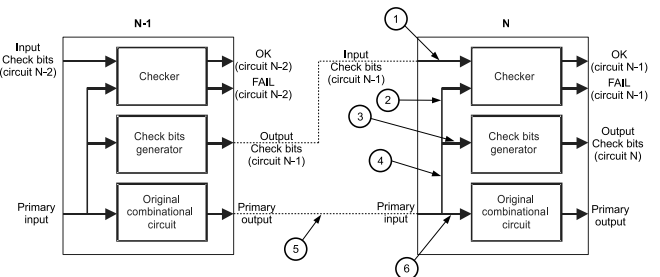 N-1
N
Input
Check bits
(circuit N-2)
Checker
OK
(circuit N-2)
FAIL
(circuit N-2)
Check bits
generator
Output
Check bits
(circuit N-1)
Primary
input
Original
combinational
circuit
Primary
output
Input
Check bits
(circuit N-1)
1
2
3
4
5
6
Checker
OK
(circuit N-1)
FAIL
(circuit N-1)
Check bits
generator
Output
Check bits
(circuit N)
Primary
input
Original
combinational
circuit
Primary
output